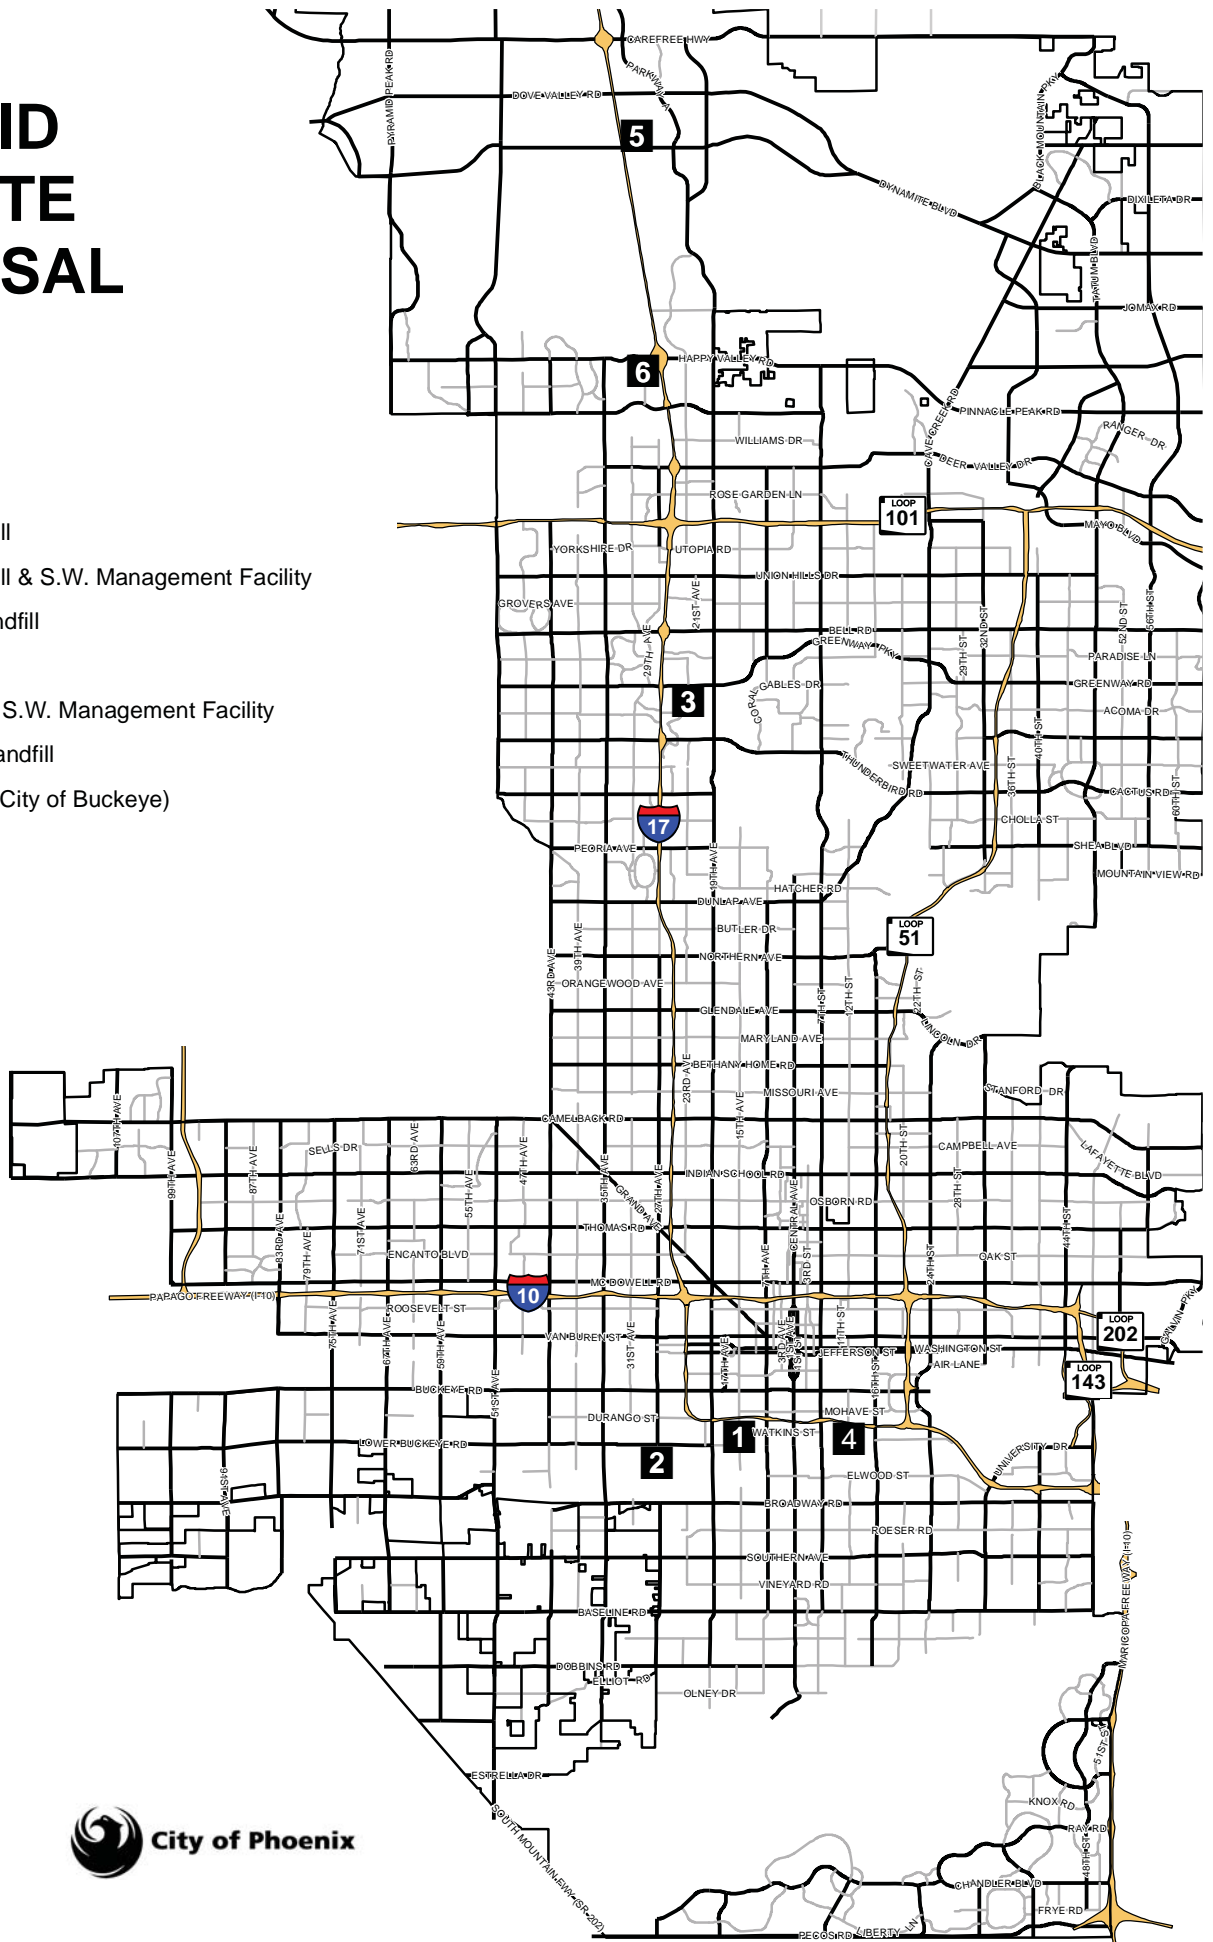 CAREFREE HWY
PYRAMID PEAK RD
PARKWAY A
DOVE VALLEY RD
ID
TE
SAL
5
BLACK MOUNTAIN PKY
DYNAMITE BLVD
DIXILETA DR
TATUM BLVD
JOMAX RD
HAPPY VALLEY RD
6
CAVE CREEK RD
PINNACLE PEAK RD
RANGER DR
WILLIAMS DR
DEER VALLEY DR
ROSE GARDEN LN
LOOP
101
MAYO BLVD
ll
YORKSHIRE DR
UTOPIA RD
ll & S.W. Management Facility
UNION HILLS DR
GROVERS AVE
21ST AVE
52ND ST
56TH ST
ndfill
29TH AVE
BELL RD
GREENWAY PKY
29TH ST
32ND ST
PARADISE LN
GREENWAY RD
CORAL GABLES DR
3
S.W. Management Facility
ACOMA DR
40TH ST
andfill
THUNDERBIRD RD
SWEETWATER AVE
36TH ST
City of Buckeye)
CACTUS RD
60TH ST
17
CHOLLA ST
PEORIA AVE
19TH AVE
SHEA BLVD
MOUNTAIN VIEW RD
HATCHER RD
DUNLAP AVE
BUTLER DR
LOOP
51
39TH AVE
43RD AVE
NORTHERN AVE
ORANGEWOOD AVE
7TH ST
12TH ST
22TH ST
GLENDALE AVE
LINCOLN DR
MARYLAND AVE
23RD AVE
BETHANY HOME RD
MISSOURI AVE
STANFORD DR
107TH AVE
CAMELBACK RD
15TH AVE
20TH ST
CAMPBELL AVE
LAFAYETTE BLVD
SELLS DR
63RD AVE
47TH AVE
99TH AVE
87TH AVE
55TH AVE
35TH AVE
27TH AVE
INDIAN SCHOOL RD
28TH ST
GRAND AVE
CENTRAL AVE
OSBORN RD
44TH ST
83RD AVE
79TH AVE
71ST AVE
THOMAS RD
ENCANTO BLVD
7TH AVE
3RD ST
24TH ST
OAK ST
MC DOWELL RD
10
PAPAGO FREEWAY (I-10)
ROOSEVELT ST
75TH AVE
67TH AVE
59TH AVE
VAN BUREN ST
31ST AVE
17TH AVE
3RD AVE
1ST AVE
1ST ST
11TH ST
JEFFERSON ST
WASHINGTON ST
AIR LANE
LOOP
202
GALVIN PKY
LOOP
143
51ST AVE
BUCKEYE RD
16TH ST
MOHAVE ST
DURANGO ST
1
WATKINS ST
4
LOWER BUCKEYE RD
2
UNIVERSITY DR
91ST AVE
ELWOOD ST
BROADWAY RD
ROESER RD
SOUTHERN AVE
VINEYARD RD
MARICOPA FREEWAY (I-10)
BASELINE RD
DOBBINS RD
ELLIOT RD
OLNEY DR
51ST ST
ESTRELLA DR
KNOX RD
City of Phoenix
SOUTH MOUNTAIN FWY (SR-202)
RAY RD
48TH ST
CHANDLER BLVD
FRYE RD
PECOS RD
LIBERTY LN